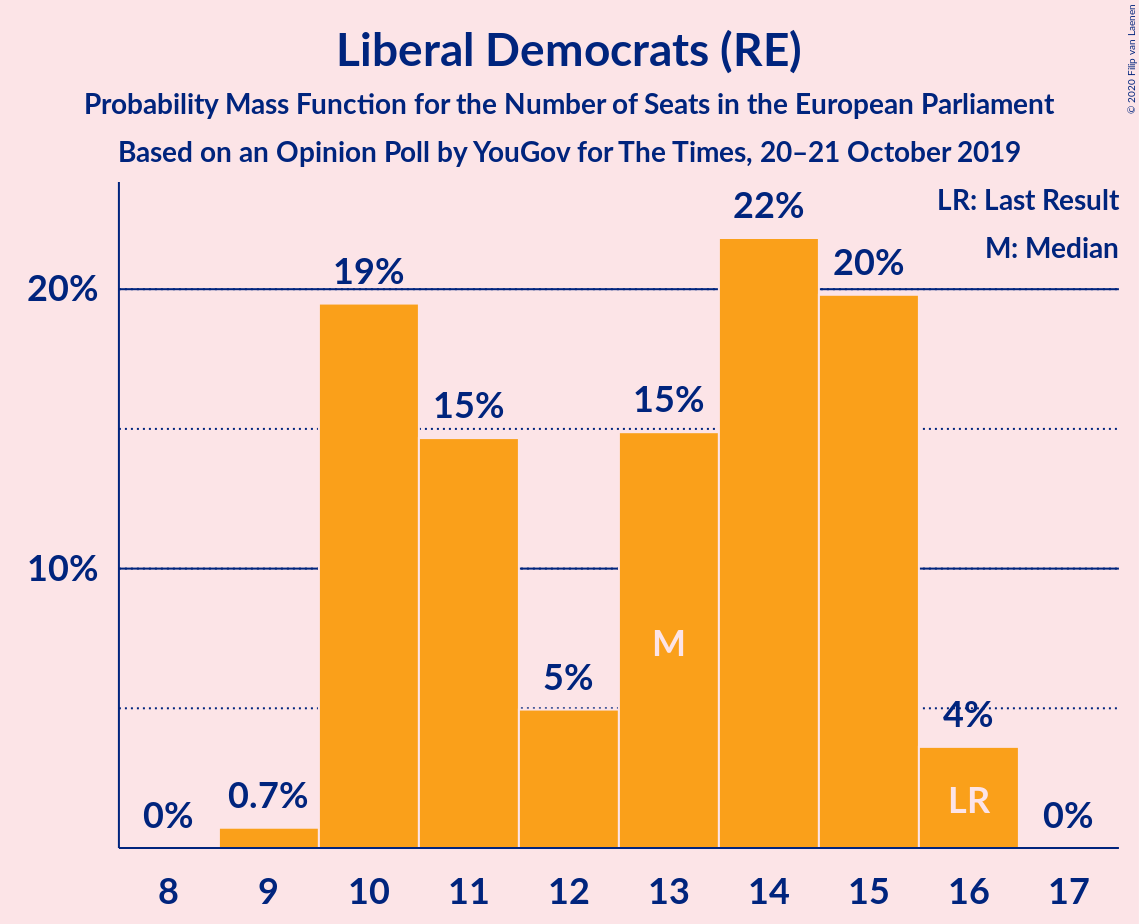 Liberal Democrats (RE)
Probability Mass Function for the Number of Seats in the European Parliament
Based on an Opinion Poll by YouGov for The Times, 20–21 October 2019
© 2020 Filip van Laenen
LR: Last Result
M: Median
20%
10%
0%
0.7%
19%
15%
5%
15%
22%
20%
4%
0%
M
LR
8 9 10 11 12 13 14 15 16 17